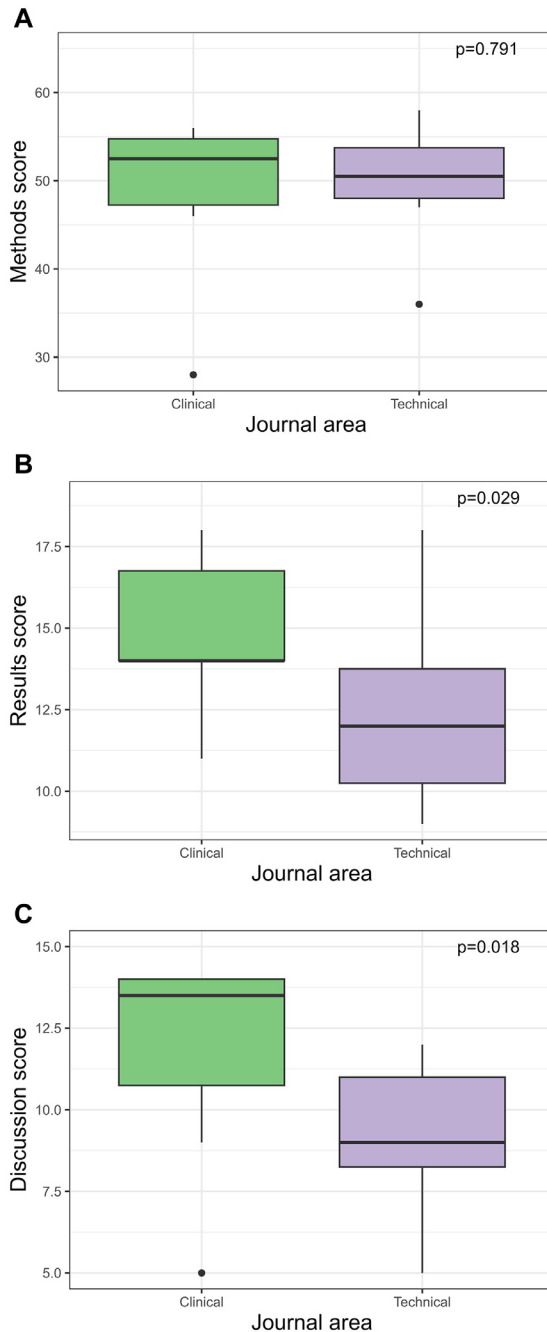 A
p=0.791
60
50
40
30
Methods score
Clinical
Technical
Journal area
B
p=0.029
17.5
15.0
12.5
10.0
Results score
Clinical
Technical
Journal area
C
p=0.018
15.0
12.5
10.0
7.5
5.0
Discussion score
Clinical
Technical
Journal area